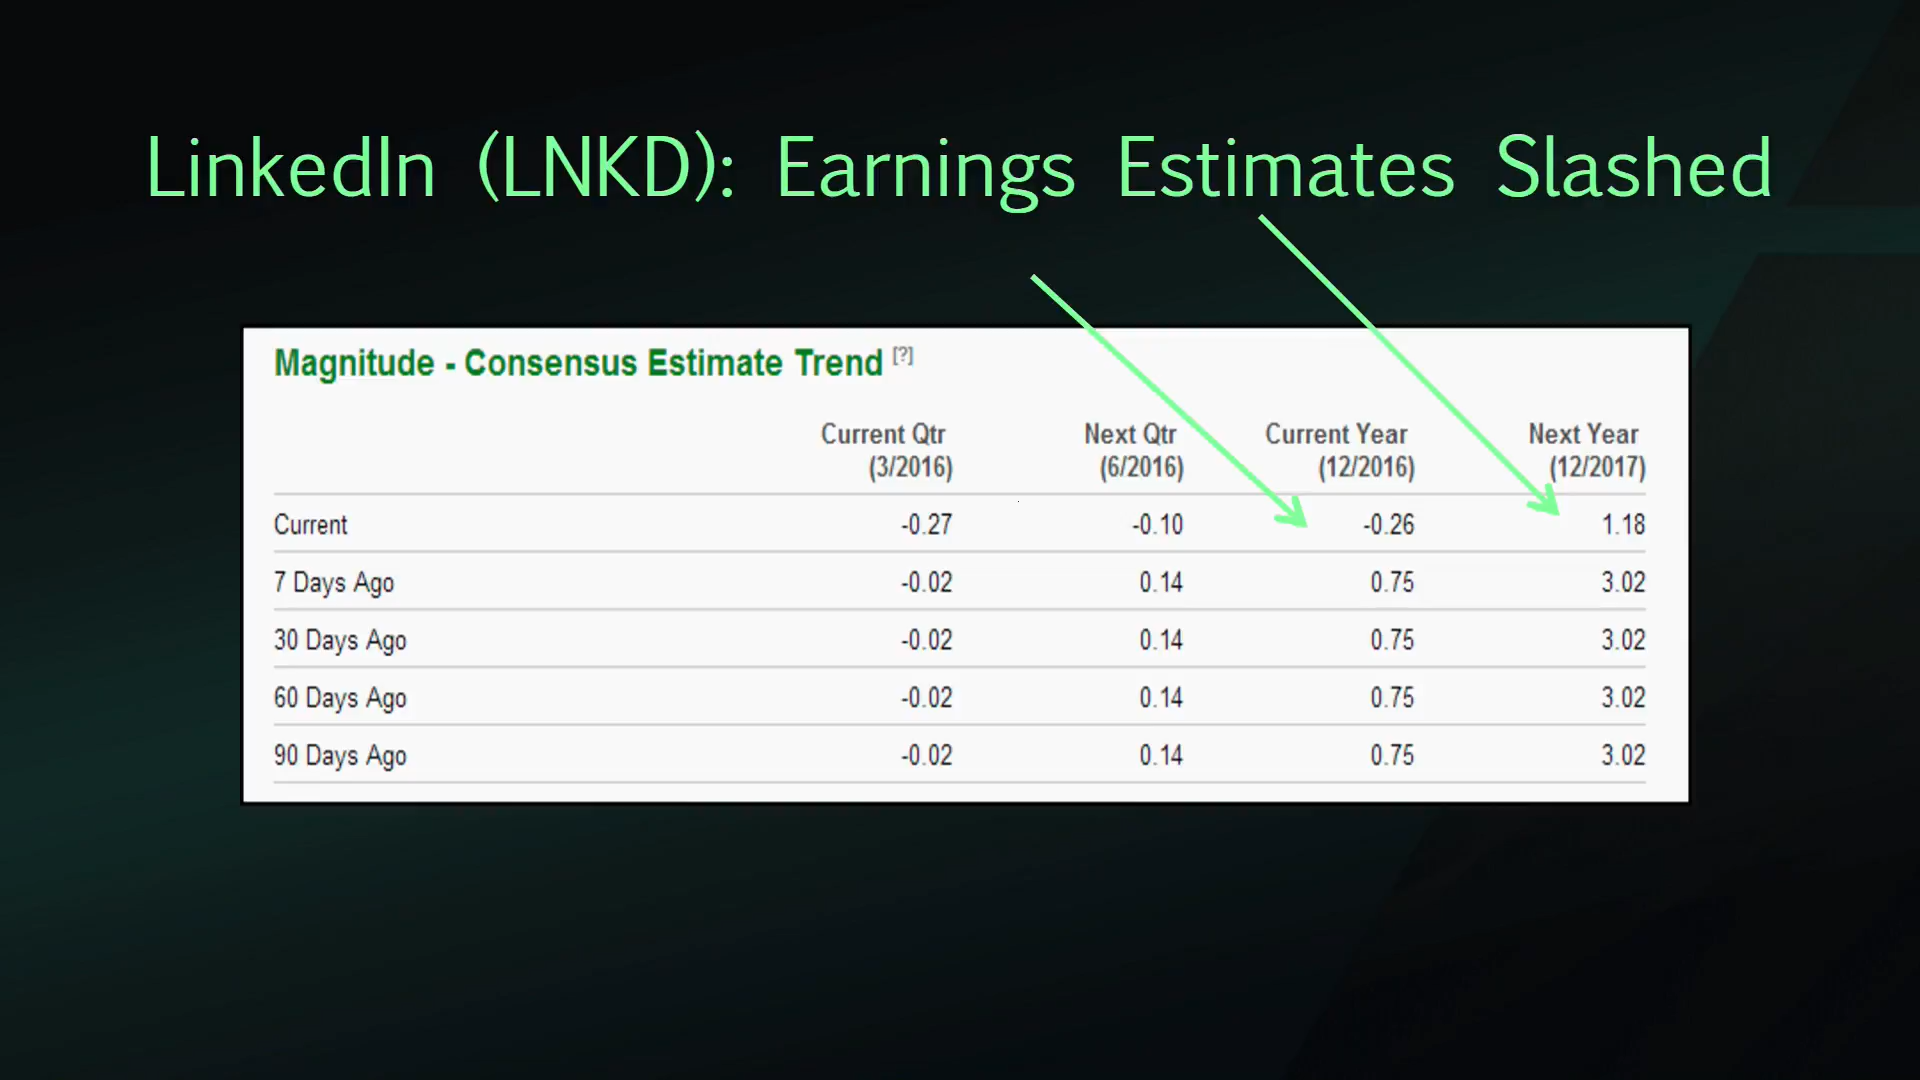 LinkedIn (LNKD): Earnings Estimates Slashed
Magnitude - Consensus Estimate Trend [?]
Current Qtr Next Qtr Current Year Next Year
(3/2016) (6/2016) (12/2016) (12/2017)
Current -0.27 -0.10 -0.26 1.18
7 Days Ago -0.02 0.14 0.75 3.02
30 Days Ago -0.02 0.14 0.75 3.02
60 Days Ago -0.02 0.14 0.75 3.02
90 Days Ago -0.02 0.14 0.75 3.02